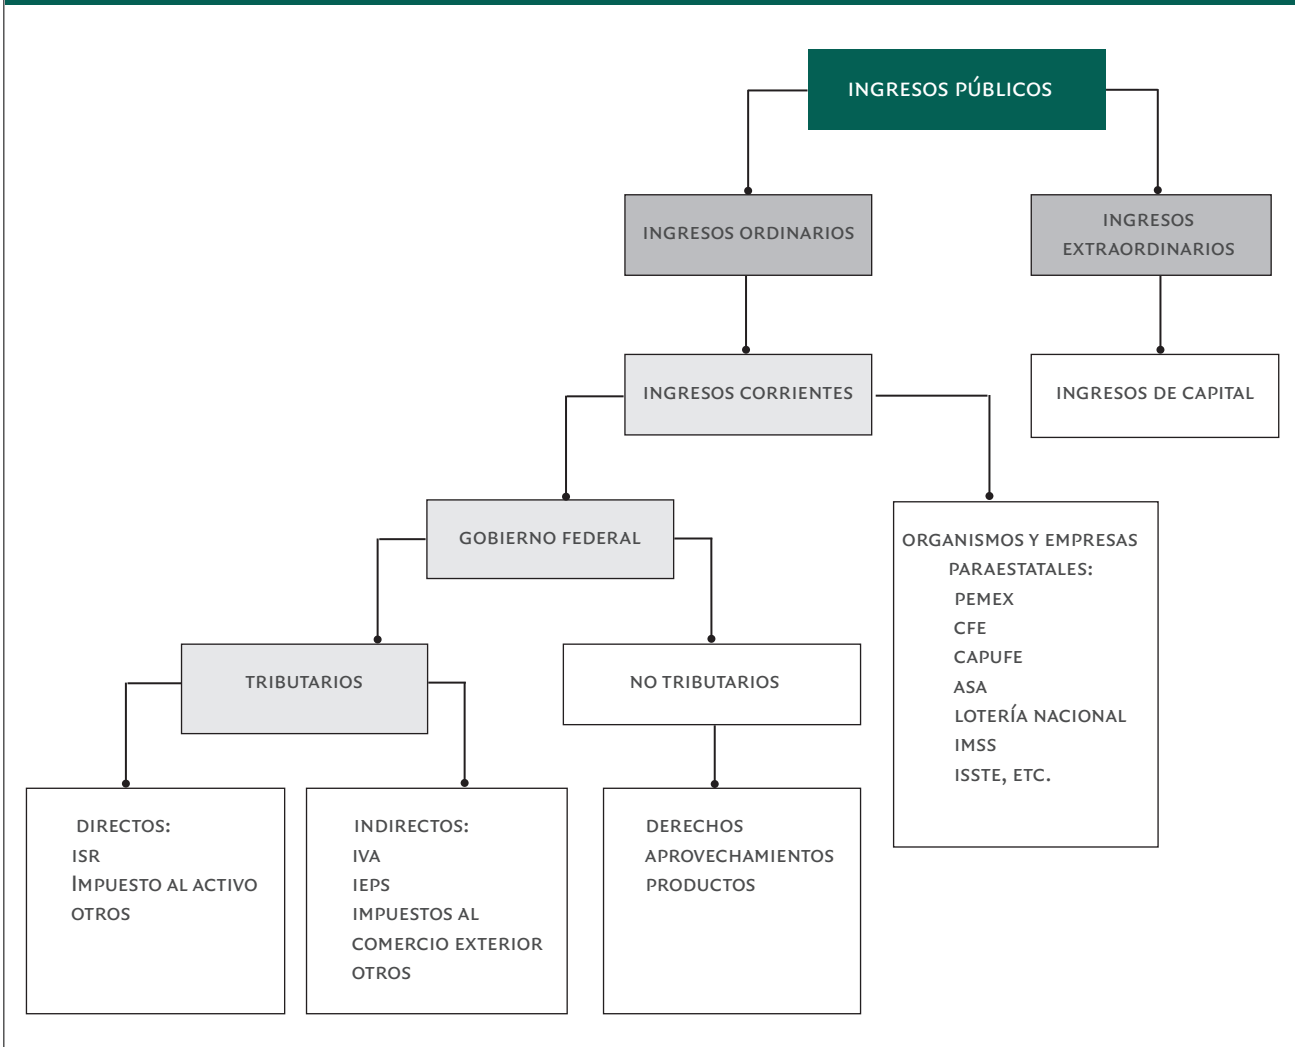 INGRESOS PÚBLICOS
INGRESOS ORDINARIOS
INGRESOS
EXTRAORDINARIOS
INGRESOS CORRIENTES
INGRESOS DE CAPITAL
GOBIERNO FEDERAL
ORGANISMOS Y EMPRESAS
PARAESTATALES:
PEMEX
CFE
CAPUFE
ASA
LOTERÍA NACIONAL
IMSS
ISSTE, ETC.
TRIBUTARIOS
NO TRIBUTARIOS
DIRECTOS:
ISR
IMPUESTO AL ACTIVO
OTROS
INDIRECTOS:
IVA
IEPS
IMPUESTOS AL
COMERCIO EXTERIOR
OTROS
DERECHOS
APROVECHAMIENTOS
PRODUCTOS